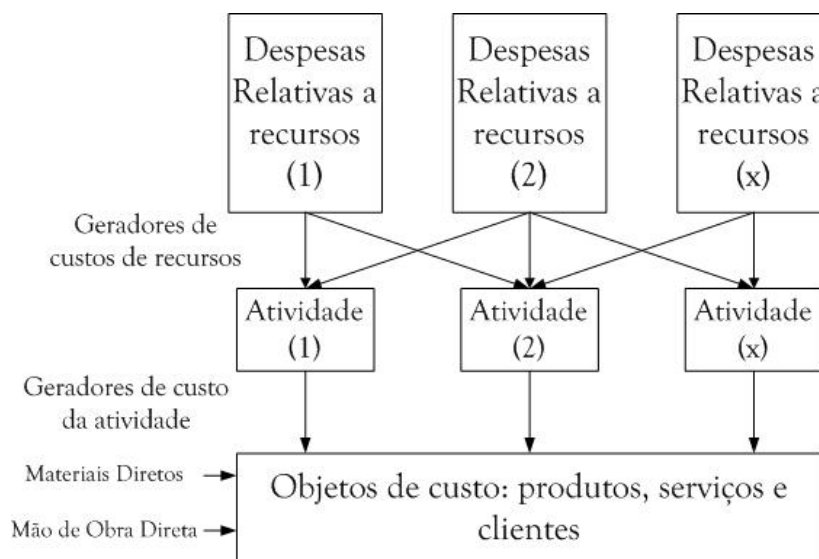 Despesas
Relativas a
recursos
(1)
Despesas
Relativas a
recursos
(2)
Despesas
Relativas a
recursos
(x)
Geradores de
custos de recursos
Atividade
(1)
Atividade
(2)
Atividade
(x)
Geradores de custo
da atividade
Materiais Diretos
Mão de Obra Direta
Objetos de custo: produtos, serviços e
clientes